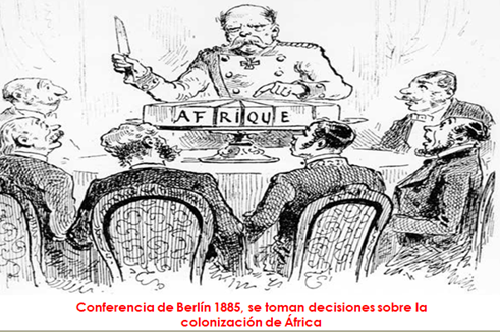 AFRIQUE
Conferencia de Berlín 1885, se toman decisiones sobre la
colonización de África